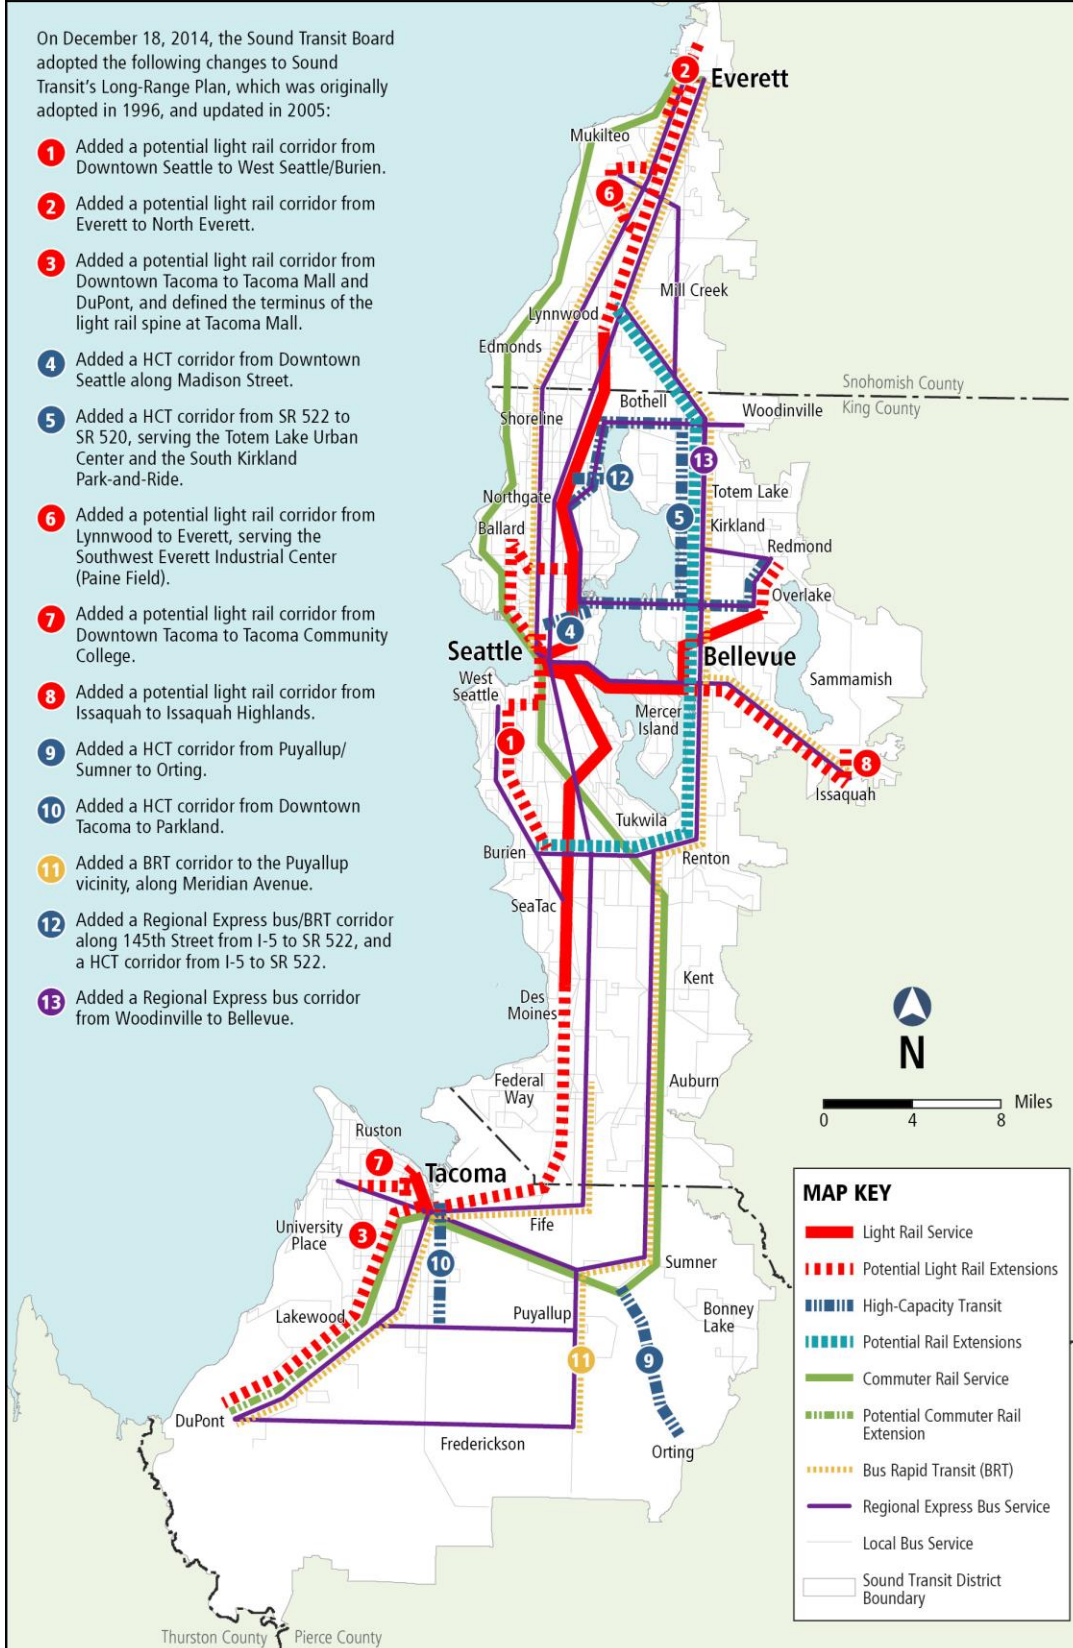 On December 18, 2014, the Sound Transit Board
adopted the following changes to Sound
Transit's Long-Range Plan, which was originally
adopted in 1996, and updated in 2005:
1 Added a potential light rail corridor from
Downtown Seattle to West Seattle/Burien.
2 Added a potential light rail corridor from
Everett to North Everett.
3 Added a potential light rail corridor from
Downtown Tacoma to Tacoma Mall and
DuPont, and defined the terminus of the
light rail spine at Tacoma Mall.
4 Added a HCT corridor from Downtown
Seattle along Madison Street.
5 Added a HCT corridor from SR 522 to
SR 520, serving the Totem Lake Urban
Center and the South Kirkland
Park-and-Ride.
6 Added a potential light rail corridor from
Lynnwood to Everett, serving the
Southwest Everett Industrial Center
(Paine Field).
7 Added a potential light rail corridor from
Downtown Tacoma to Tacoma Community
College.
8 Added a potential light rail corridor from
Issaquah to Issaquah Highlands.
9 Added a HCT corridor from Puyallup/
Sumner to Orting.
10 Added a HCT corridor from Downtown
Tacoma to Parkland.
11 Added a BRT corridor to the Puyallup
vicinity, along Meridian Avenue.
12 Added a Regional Express bus/BRT corridor
along 145th Street from I-5 to SR 522, and
a HCT corridor from I-5 to SR 522.
13 Added a Regional Express bus corridor
from Woodinville to Bellevue.
2
Everett
Mukilteo
6
Mill Creek
Lynnwood
Edmonds
Snohomish County
King County
Bothell
Woodinville
Shoreline
13
12
Northgate
Totem Lake
5
Kirkland
Ballard
Redmond
Overlake
4
Seattle
Bellevue
West
Seattle
Sammamish
Mercer
Island
1
8
Issaquah
Tukwila
Burien
Renton
SeaTac
Kent
Des
Moines
N
Federal
Way
Auburn
0 4 8 Miles
Ruston
7
Tacoma
University
Place
3
Fife
10
Sumner
Lakewood
Puyallup
Bonney
Lake
11
9
DuPont
Frederickson
Orting
Thurston County
Pierce County
MAP KEY
Light Rail Service
Potential Light Rail Extensions
High-Capacity Transit
Potential Rail Extensions
Commuter Rail Service
Potential Commuter Rail
Extension
Bus Rapid Transit (BRT)
Regional Express Bus Service
Local Bus Service
Sound Transit District
Boundary